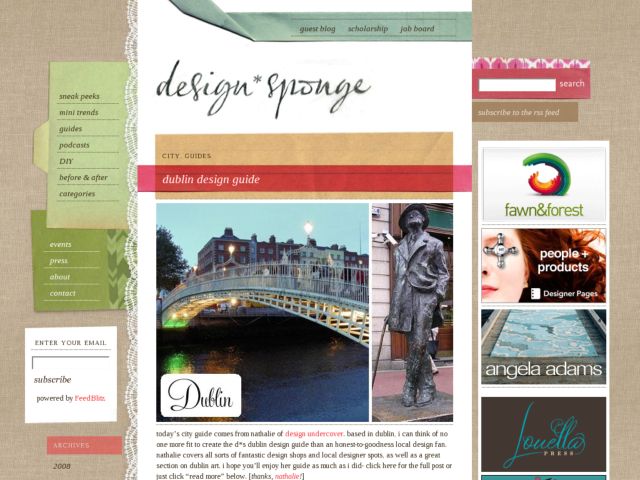 guest blog scholarship job board
design*sponge
search
subscribe to the rss feed
sneak peeks
mini trends
guides
podcasts
DIY
before & after
categories
events
press
about
contact
ENTER YOUR EMAIL
subscribe
powered by FeedBlitz
ARCHIVES
2008
CITY GUIDES
dublin design guide
Dublin
today's city guide comes from nathalie of design undercover. based in dublin, i can think of no
one more fit to create the d*s dublin design guide than an honest-to-goodness local design fan.
nathalie covers all sorts of fantastic design shops and local designer spots, as well as a great
section on dublin art. i hope you'll enjoy her guide as much as i did- click here for the full post or
just click "read more" below. [thanks, nathalie!]
fawn&forest
people +
products
Designer Pages
angela adams
Louella
PRESS